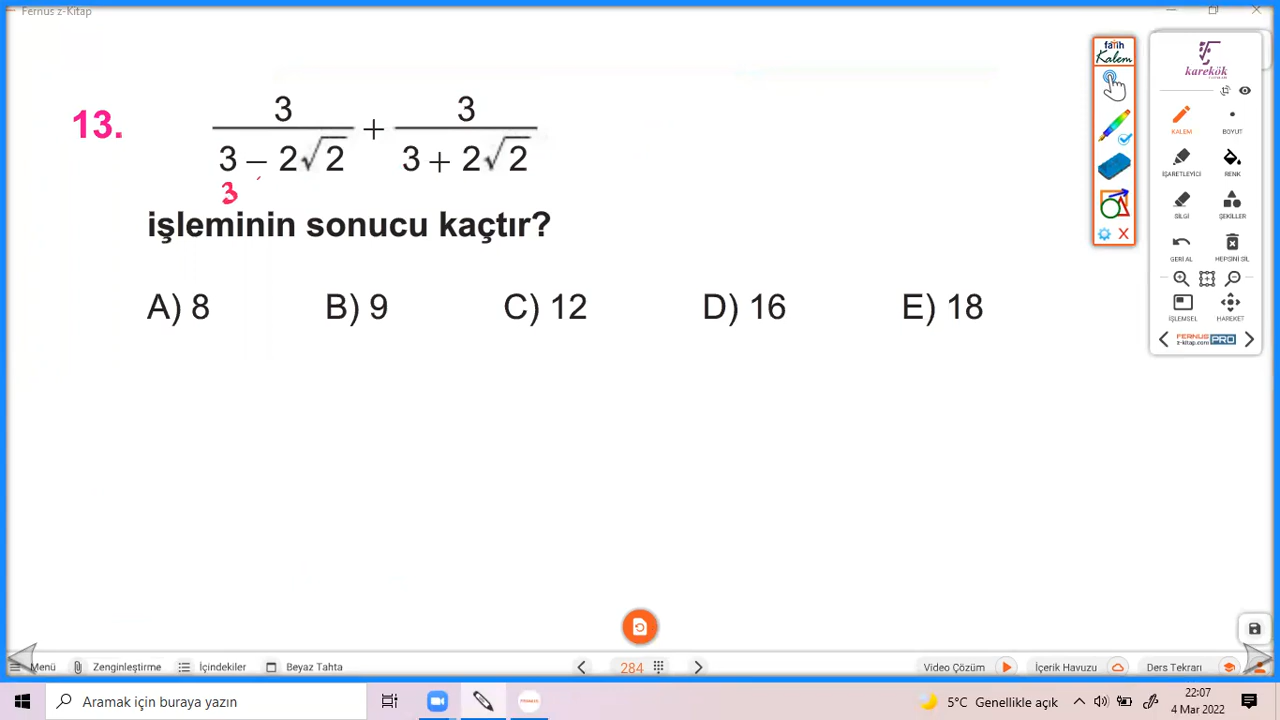 Fernus z-Kitap
13. 3 / (3 – 2√2) + 3 / (3 + 2√2)
3
işleminin sonucu kaçtır?
A) 8 B) 9 C) 12 D) 16 E) 18
fatih
Kalem
karekök
KALEM BOYUT
İŞARETLEYİCİ RENK
SİLGİ ŞEKİLLER
GERİ AL HEPSİNİ SİL
İŞLEMSEL HAREKET
FERNUS
z-kitap.com PRO
Menü Zenginleştirme İçindekiler Beyaz Tahta 284 Video Çözüm İçerik Havuzu Ders Tekrarı
Aramak için buraya yazın
FERNUS
5°C Genellikle açık
22:07
4 Mar 2022